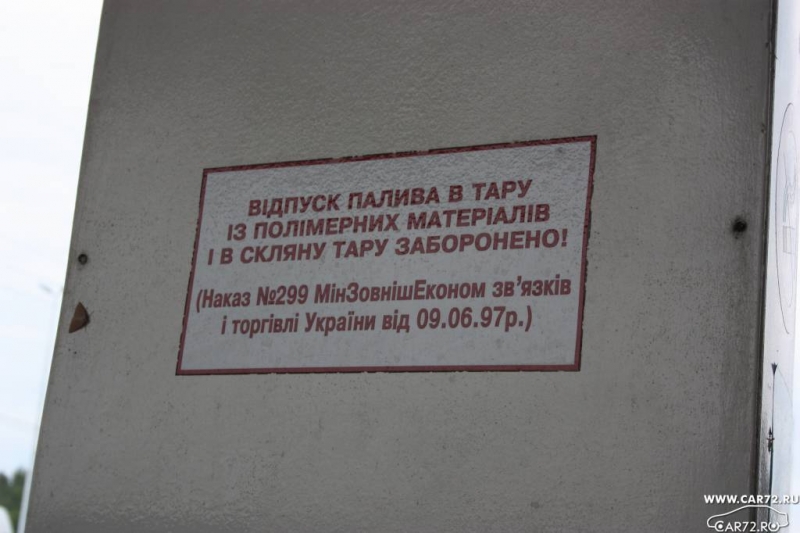 ВІДПУСК ПАЛИВА В ТАРУ
ІЗ ПОЛІМЕРНИХ МАТЕРІАЛІВ
І В СКЛЯНУ ТАРУ ЗАБОРОНЕНО!
(Наказ №299 МінЗовнішЕконом зв’язків
і торгівлі України від 09.06.97р.)
WWW.CAR72.RU
CAR72.RU